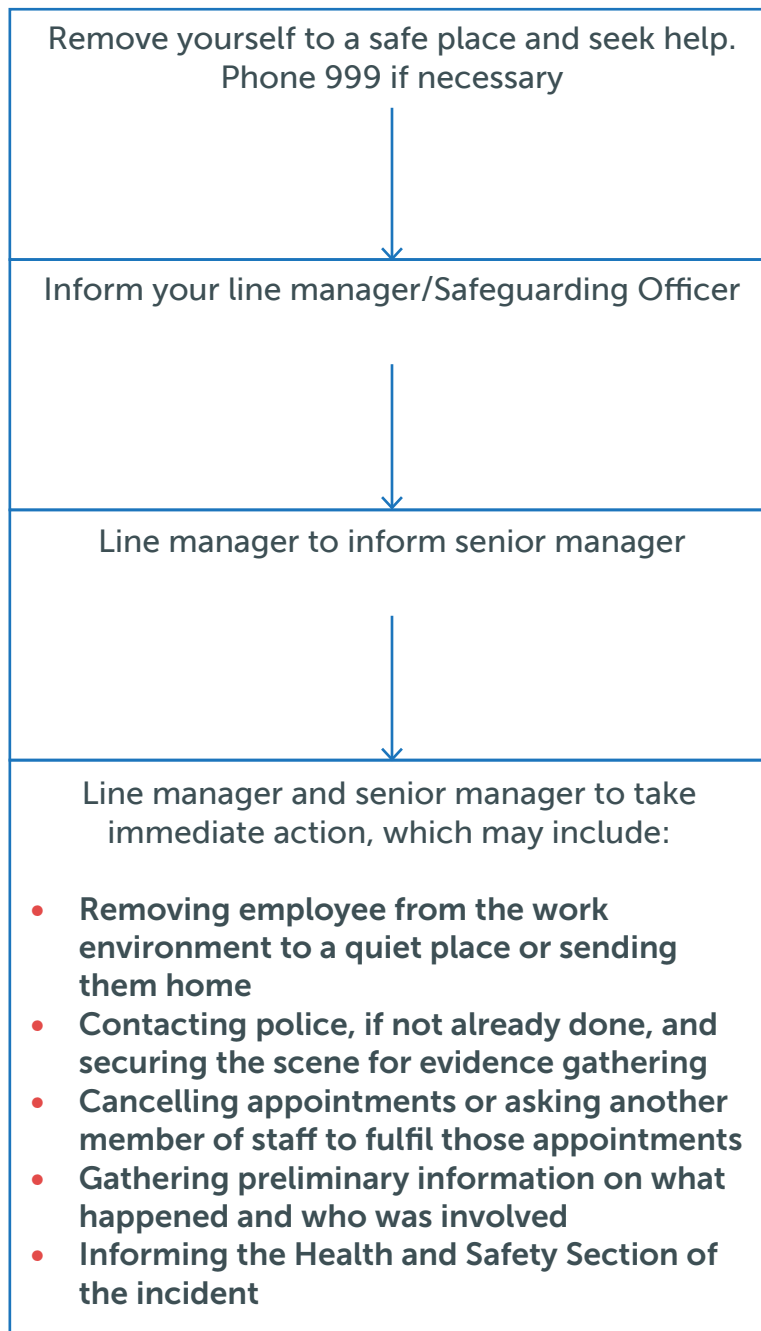 Remove yourself to a safe place and seek help.
Phone 999 if necessary
Inform your line manager/Safeguarding Officer
Line manager to inform senior manager
Line manager and senior manager to take
immediate action, which may include:
• Removing employee from the work
environment to a quiet place or sending
them home
• Contacting police, if not already done, and
securing the scene for evidence gathering
• Cancelling appointments or asking another
member of staff to fulfil those appointments
• Gathering preliminary information on what
happened and who was involved
• Informing the Health and Safety Section of
the incident